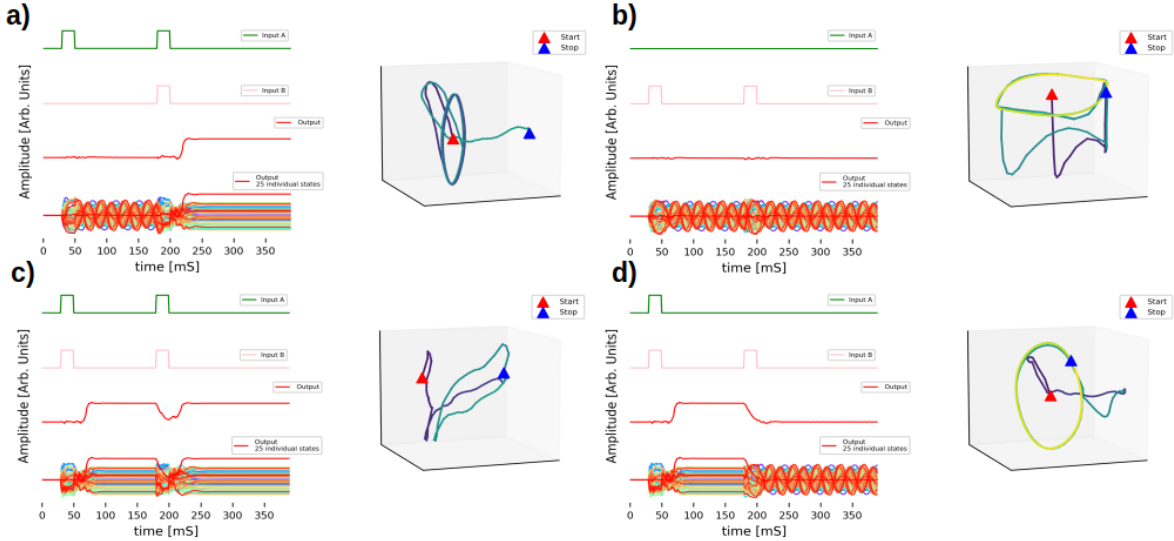 a)
Amplitude [Arb. Units]
Input A
Input B
Output
Output
25 individual states
0 50 100 150 200 250 300 350
time [mS]
Start
Stop
b)
Amplitude [Arb. Units]
Input A
Input B
Output
Output
25 individual states
0 50 100 150 200 250 300 350
time [mS]
Start
Stop
c)
Amplitude [Arb. Units]
Input A
Input B
Output
Output
25 individual states
0 50 100 150 200 250 300 350
time [mS]
Start
Stop
d)
Amplitude [Arb. Units]
Input A
Input B
Output
Output
25 individual states
0 50 100 150 200 250 300 350
time [mS]
Start
Stop